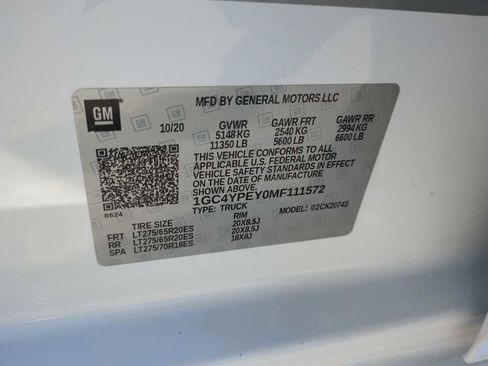 GM
MFD BY GENERAL MOTORS LLC
10/20
GVWR GAWR FRT GAWR RR
5148 KG 2540 KG 2994 KG
11350 LB 5600 LB 6600 LB
THIS VEHICLE CONFORMS TO ALL
APPLICABLE U.S. FEDERAL MOTOR
VEHICLE SAFETY STANDARDS IN EFFECT
ON THE DATE OF MANUFACTURE
SHOWN ABOVE.
1GC4YPEY0MF111572
TYPE: TRUCK MODEL: 02CK20743
8624
TIRE SIZE RIM
FRT LT275/65R20ES 20X8.5J
RR LT275/65R20ES 20X8.5J
SPA LT275/70R18ES 18X8J